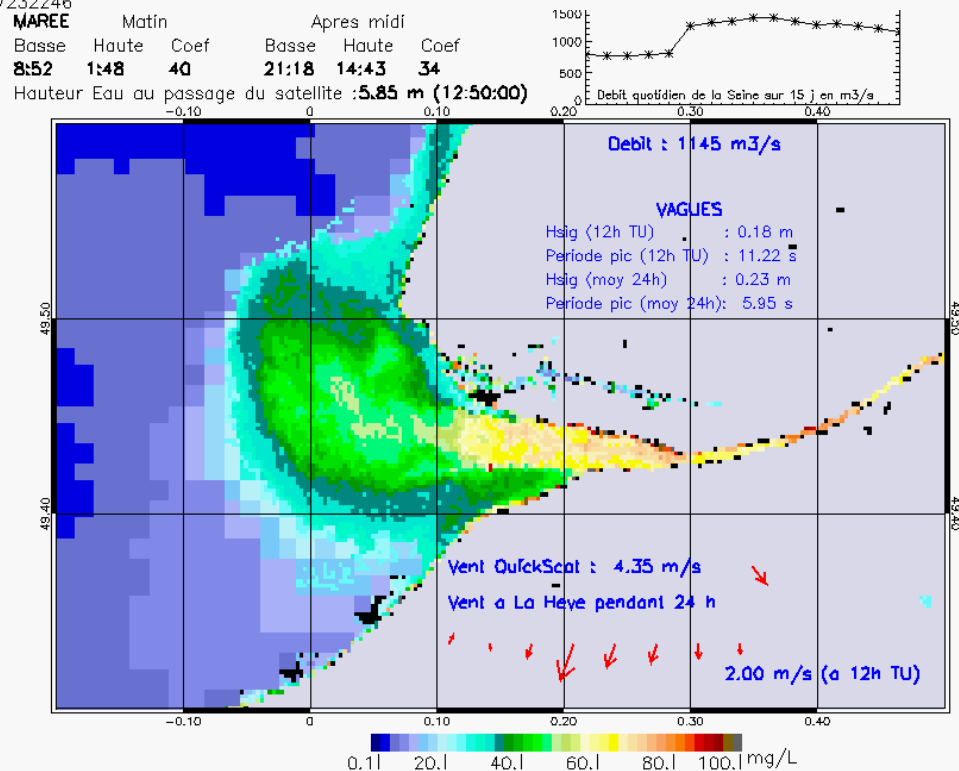 /232246
MAREE Matin Apres midi
Basse Haute Coef Basse Haute Coef
8:52 1:48 40 21:18 14:43 34
Hauteur Eau au passage du satellite :5.85 m (12:50:00)
1500
1000
500
0
Debit quotidien de la Seine sur 15 j en m3/s
-0.10 0 0.10 0.20 0.30 0.40
Debit : 1145 m3/s
VAGUES
Hsig (12h TU) : 0.18 m
Periode pic (12h TU) : 11.22 s
Hsig (moy 24h) : 0.23 m
Periode pic (moy 24h): 5.95 s
49.50 49.50
49.40 49.40
Vent QuickScat : 4.35 m/s
Vent a La Heve pendant 24 h
2.00 m/s (a 12h TU)
-0.10 0 0.10 0.20 0.30 0.40
0.1 20. 40. 60. 80. 100. mg/L